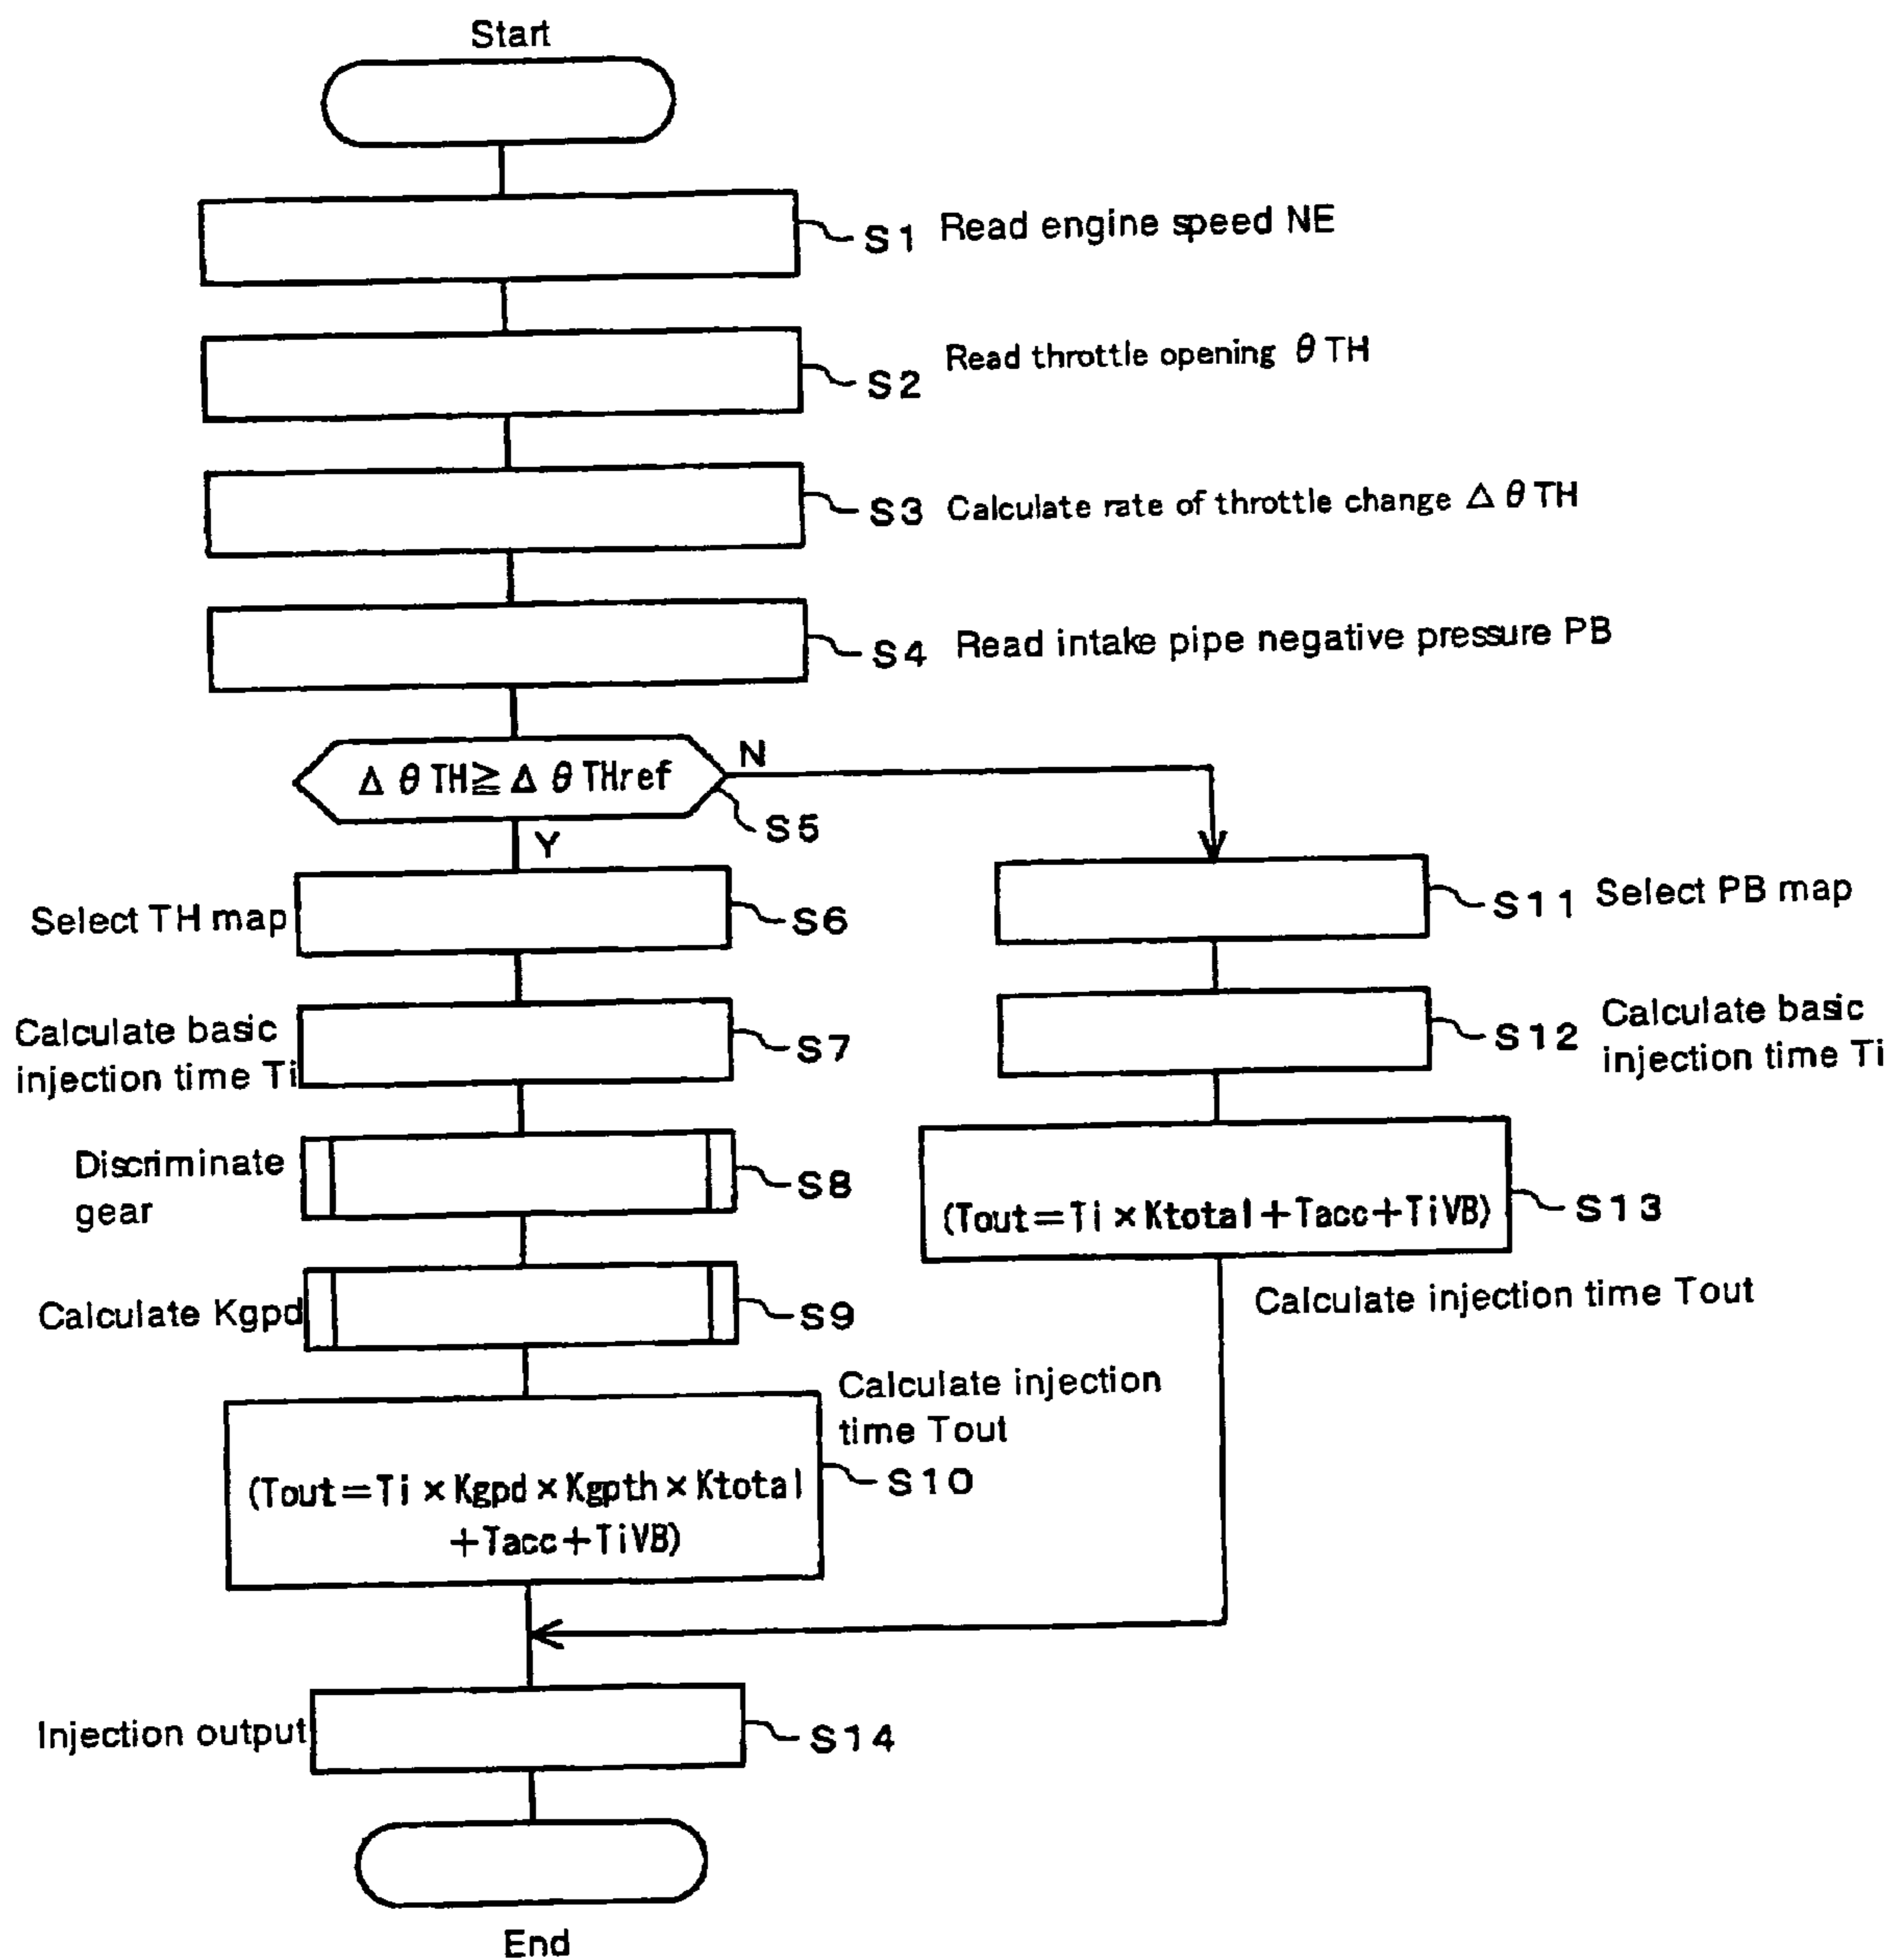 Start
S1 Read engine speed NE
S2 Read throttle opening θ TH
S3 Calculate rate of throttle change Δ θ TH
S4 Read intake pipe negative pressure PB
Δ θ TH≧Δ θ THref
N
S5
Y
Select TH map
S6
S11 Select PB map
Calculate basic
injection time Ti
S7
S12
Calculate basic
injection time Ti
Discriminate
gear
S8
(Tout=Ti×Ktotal+Tacc+TiVB)
S13
Calculate injection time Tout
Calculate Kgpd
S9
Calculate injection
time Tout
(Tout=Ti×Kgpd×Kgpth×Ktotal
+Tacc+TiVB)
S10
Injection output
S14
End